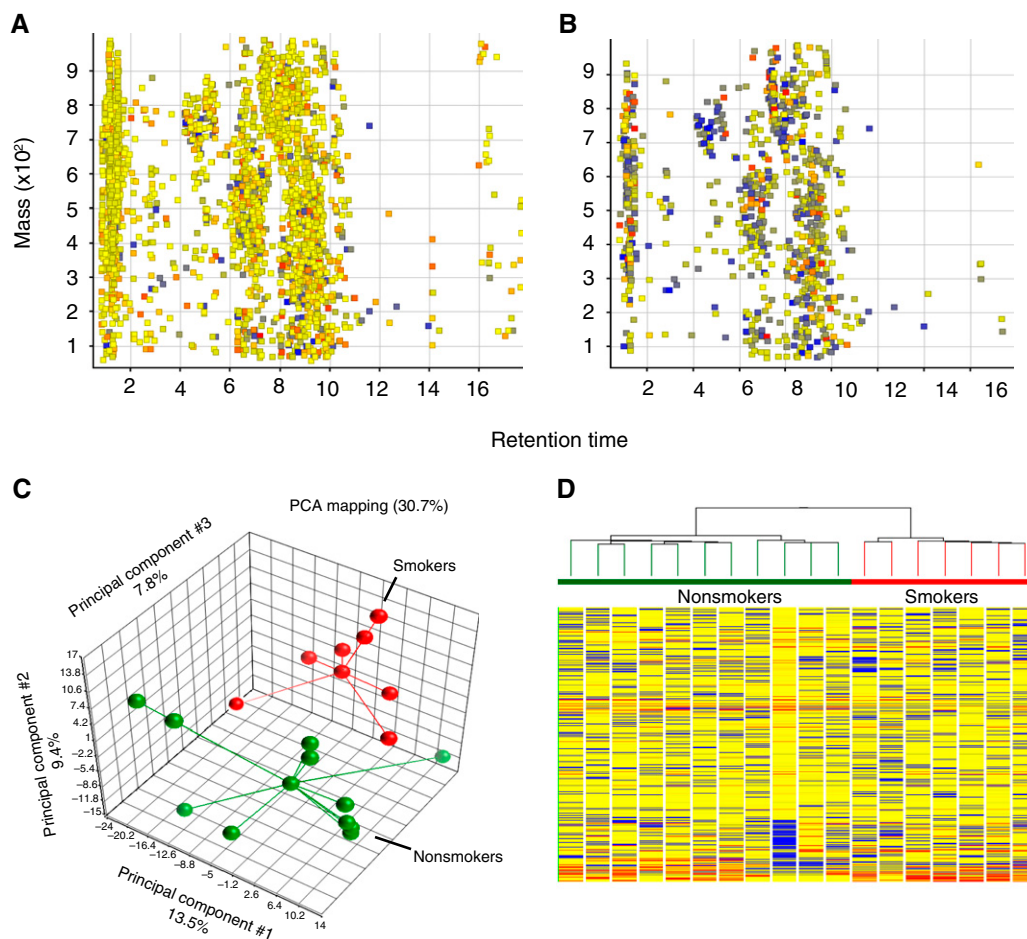 A
B
Mass (x10²)
9
8
7
6
5
4
3
2
1
2 4 6 8 10 12 14 16
9
8
7
6
5
4
3
2
1
2 4 6 8 10 12 14 16
Retention time
C
PCA mapping (30.7%)
Smokers
Nonsmokers
Principal component #3
7.8%
Principal component #2
9.4%
17
13.8
10.6
7.4
4.2
1
−2.2
−5.4
−8.6
−11.8
−15
−24
−20.2
−16.4
−12.6
−8.8
−5
−1.2
2.6
6.4
10.2
14
Principal component #1
13.5%
D
Nonsmokers Smokers